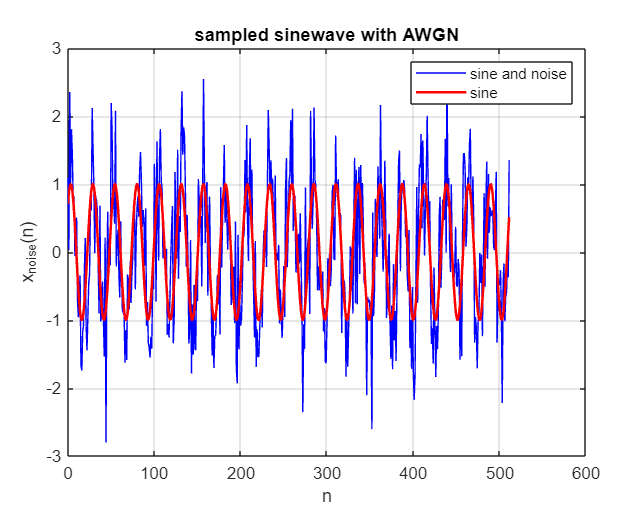 sampled sinewave with AWGN
sine and noise
sine
3
2
1
0
-1
-2
-3
x_noise(n)
0 100 200 300 400 500 600
n